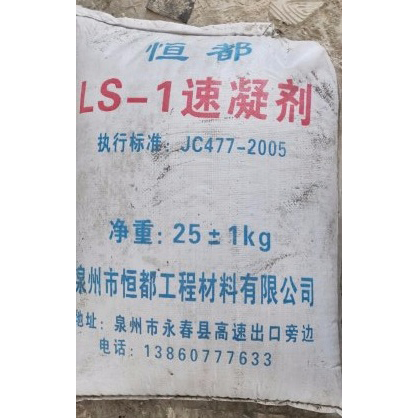 恒都
LS-1速凝剂
执行标准：JC477-2005
净重：25±1kg
泉州市恒都工程材料有限公司
地址：泉州市永春县高速出口旁边
电话：13860777633